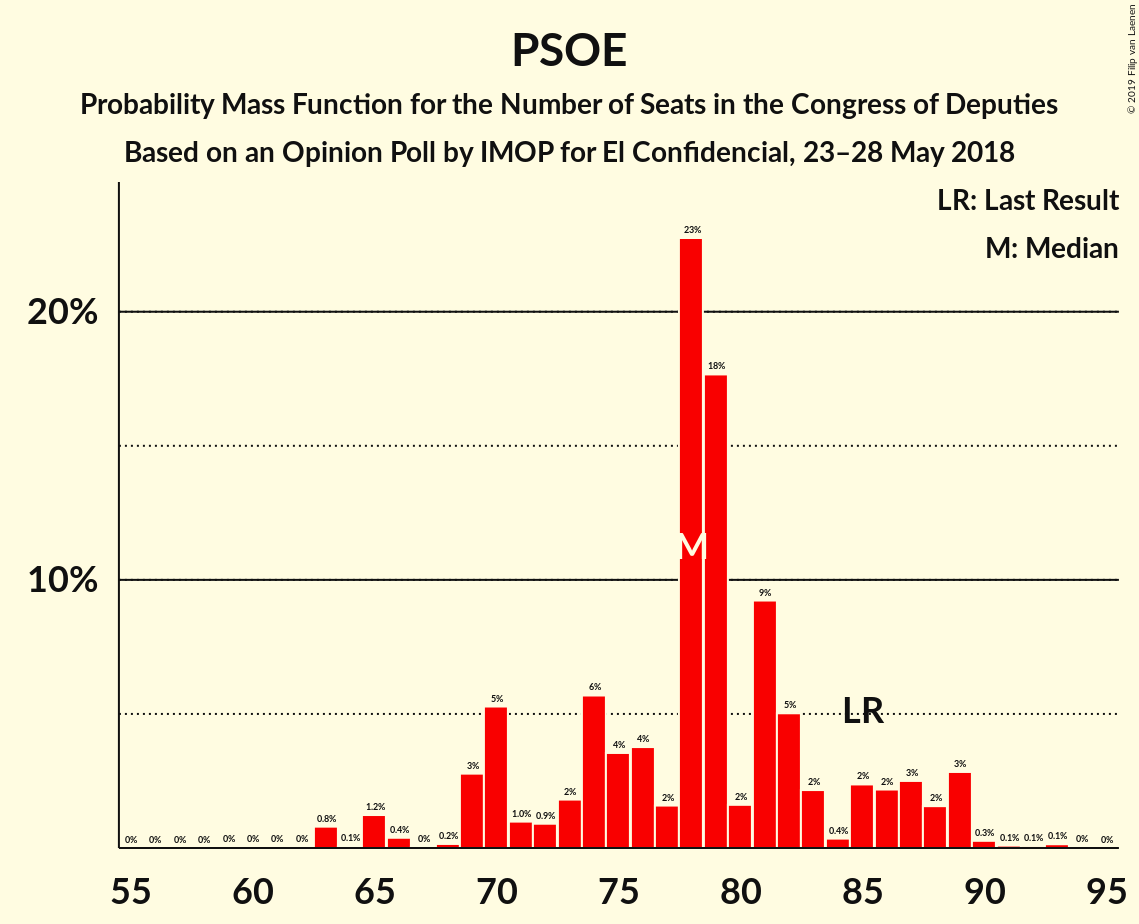 PSOE
Probability Mass Function for the Number of Seats in the Congress of Deputies
Based on an Opinion Poll by IMOP for El Confidencial, 23–28 May 2018
© 2019 Filip van Laenen
LR: Last Result
M: Median
20%
10%
0% 0% 0% 0% 0% 0% 0% 0% 0.8% 0.1% 1.2% 0.4% 0% 0.2% 3% 5% 1.0% 0.9% 2% 6% 4% 4% 2% 23% 18% 2% 9% 5% 2% 0.4% 2% 2% 3% 2% 3% 0.3% 0.1% 0.1% 0.1% 0% 0%
M
LR
55 60 65 70 75 80 85 90 95